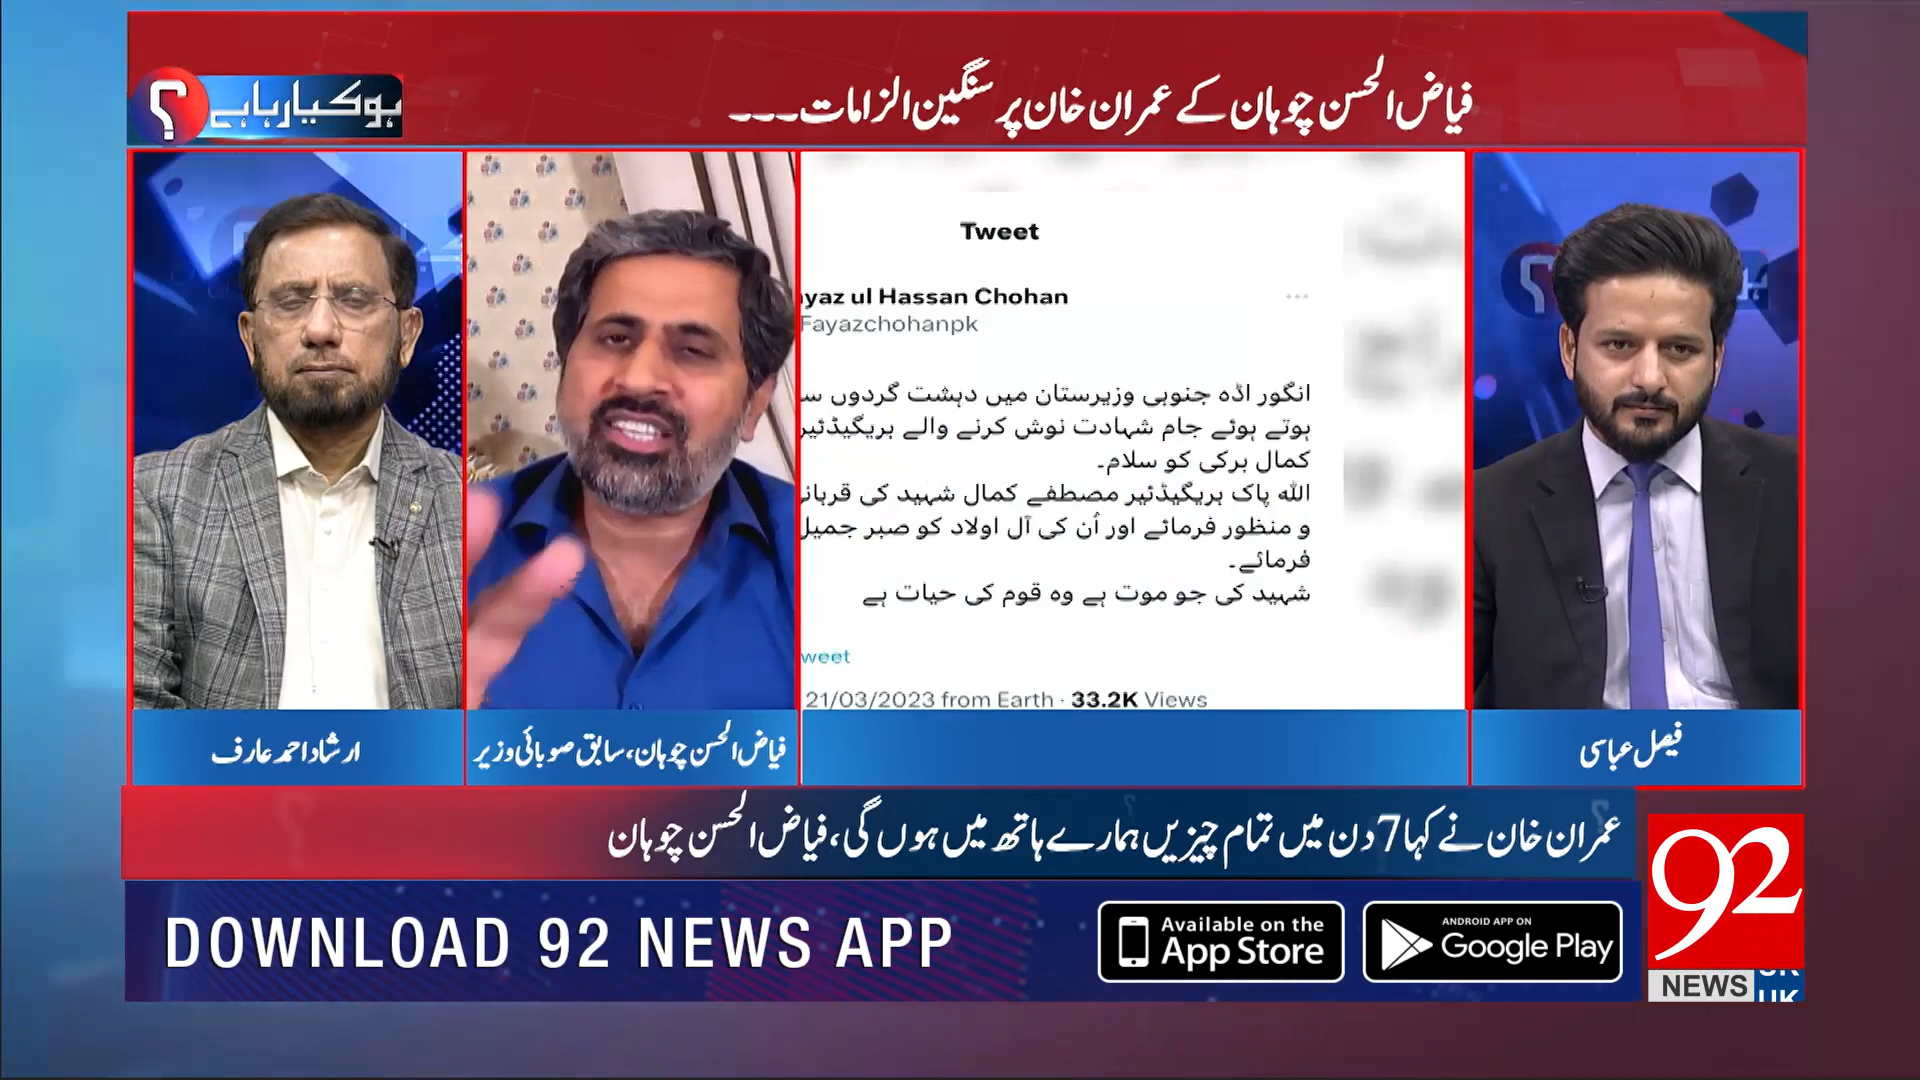 فیاض الحسن چوہان کے عمران خان پر سنگین الزامات۔۔۔
ہو کیا رہا ہے؟
Tweet
ayaz ul Hassan Chohan
Fayazchohanpk
انگور اڈہ جنوبی وزیرستان میں دہشت گردوں
ہوتے ہوئے جام شہادت نوش کرنے والے بریگیڈئیر
کمال برکی کو سلام۔
اللہ پاک بریگیڈئیر مصطفے کمال شہید کی
و منظور فرمائے اور اُن کی آل اولاد کو صبر جمیل
فرمائے۔
شہید کی جو موت ہے وہ قوم کی حیات ہے
weet
21/03/2023 from Earth · 33.2K Views
فیصل عباسی
فیاض الحسن چوہان، سابق صوبائی وزیر
ارشاد احمد عارف
عمران خان نے کہا 7 دن میں تمام چیزیں ہمارے ہاتھ میں ہوں گی، فیاض الحسن چوہان
DOWNLOAD 92 NEWS APP
Available on the
App Store
ANDROID APP ON
Google Play
92
NEWS UK